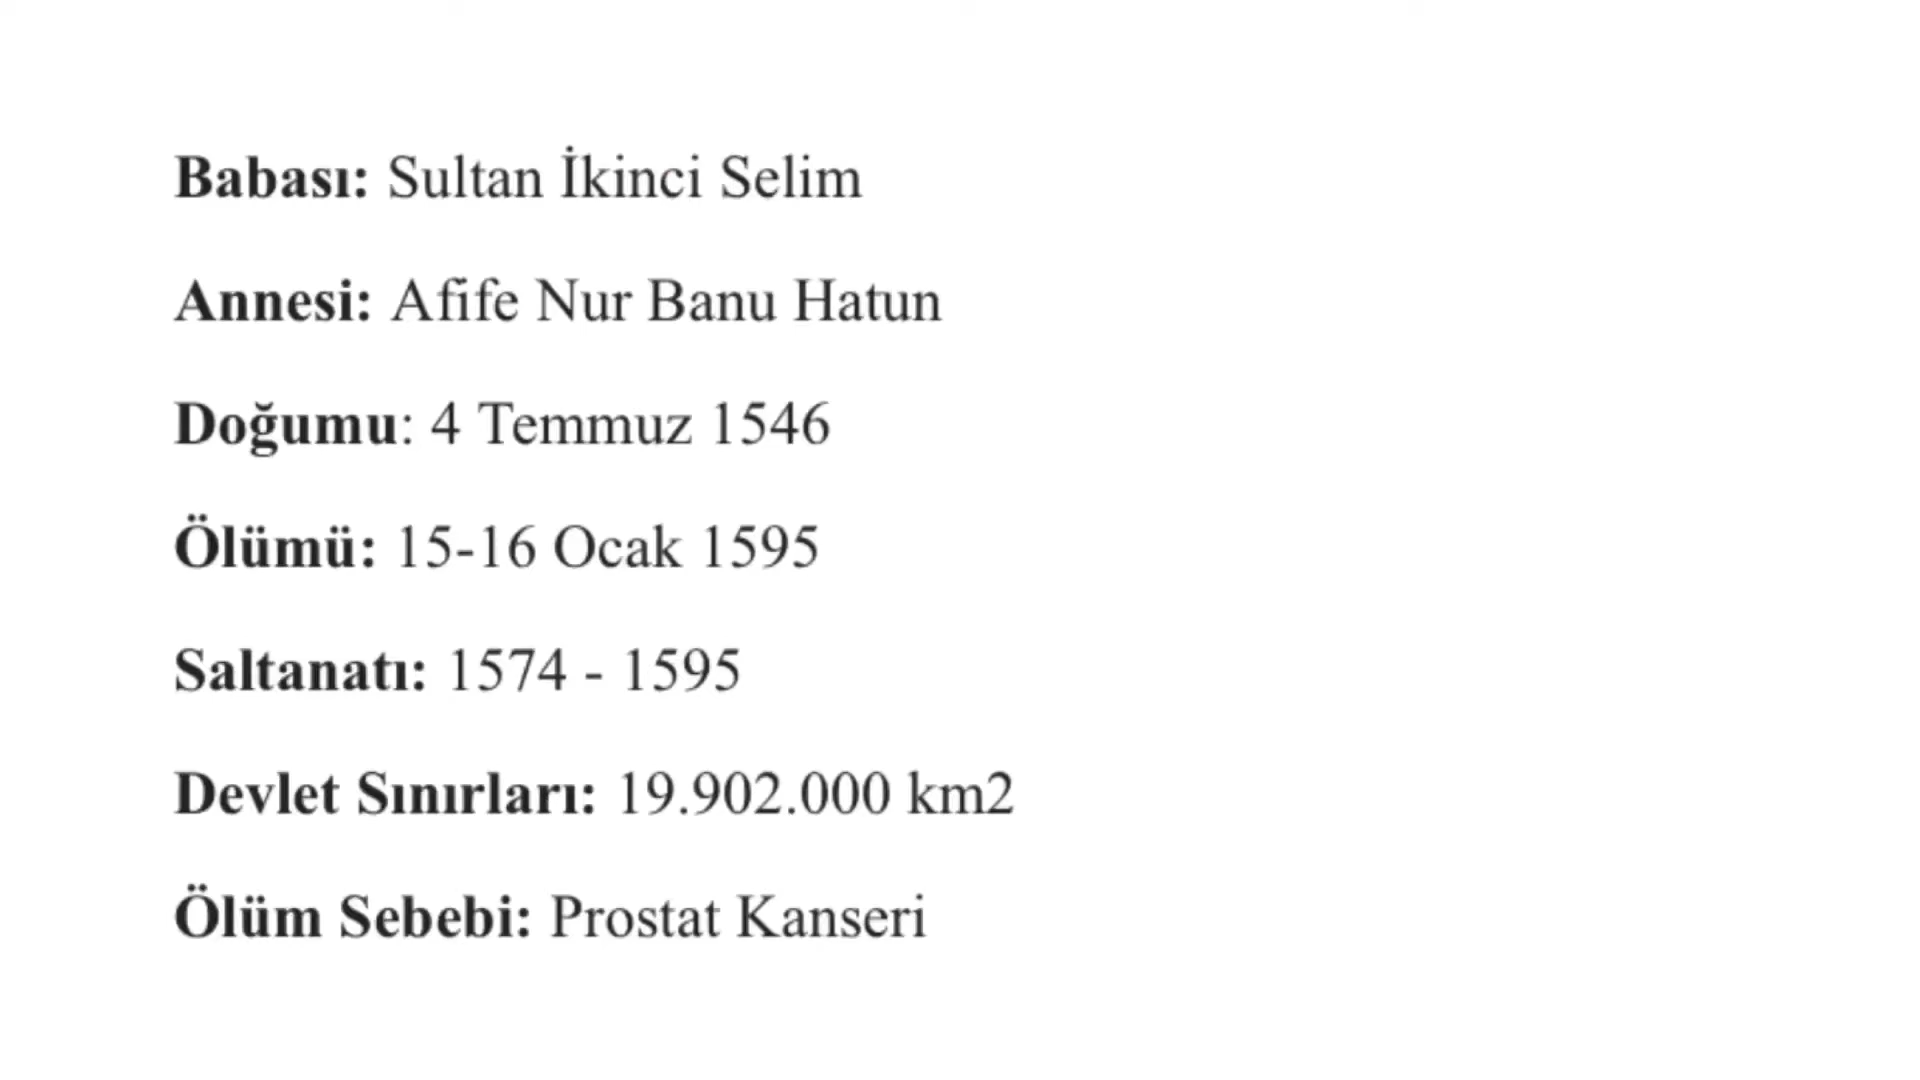 Babası: Sultan İkinci Selim
Annesi: Afife Nur Banu Hatun
Doğumu: 4 Temmuz 1546
Ölümü: 15-16 Ocak 1595
Saltanatı: 1574 - 1595
Devlet Sınırları: 19.902.000 km2
Ölüm Sebebi: Prostat Kanseri